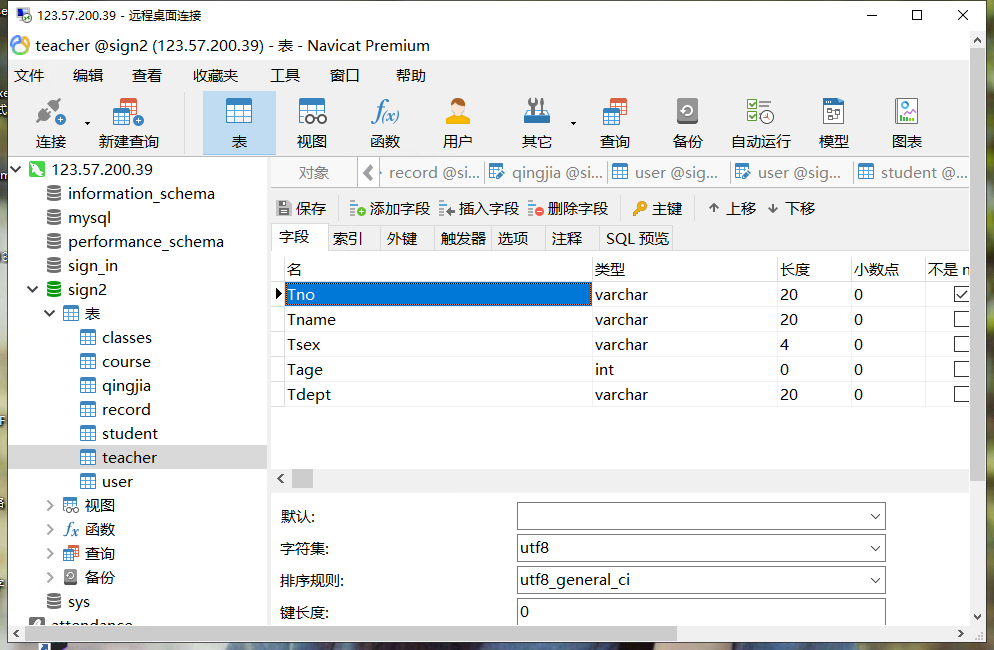 123.57.200.39 - 远程桌面连接
teacher @sign2 (123.57.200.39) - 表 - Navicat Premium
文件 编辑 查看 收藏夹 工具 窗口 帮助
连接 新建查询 表 视图 函数 用户 其它 查询 备份 自动运行 模型 图表
123.57.200.39
information_schema
mysql
performance_schema
sign_in
sign2
表
classes
course
qingjia
record
student
teacher
user
视图
函数
查询
备份
sys
attendance
对象 record @si... qingjia @si... user @sig... user @sig... student @...
保存 添加字段 插入字段 删除字段 主键 上移 下移
字段 索引 外键 触发器 选项 注释 SQL 预览
名 类型 长度 小数点 不是 n
Tno varchar 20 0
Tname varchar 20 0
Tsex varchar 4 0
Tage int 0 0
Tdept varchar 20 0
默认:
字符集: utf8
排序规则: utf8_general_ci
键长度: 0